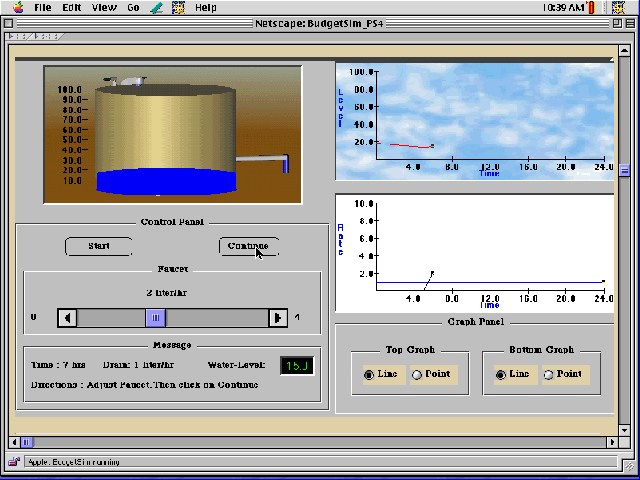 File Edit View Go Help 10:39 AM
Netscape: BudgetSim_PS4
100.0
90.0
80.0
70.0
60.0
50.0
40.0
30.0
20.0
10.0
Level
100.0
80.0
60.0
40.0
20.0
4.0 8.0 12.0 16.0 20.0 24.0
Time
Control Panel
Start Continue
Faucet
2 liter/hr
0 4
Message
Time : 7 hrs Drain: 1 liter/hr Water-Level:
Directions : Adjust Faucet.Then click on Continue
Rate
10.0
8.0
6.0
4.0
2.0
4.0 8.0 12.0 16.0 20.0 24.0
Time
Graph Panel
Top Graph Bottom Graph
Line Point Line Point
Applet BudgetSim running